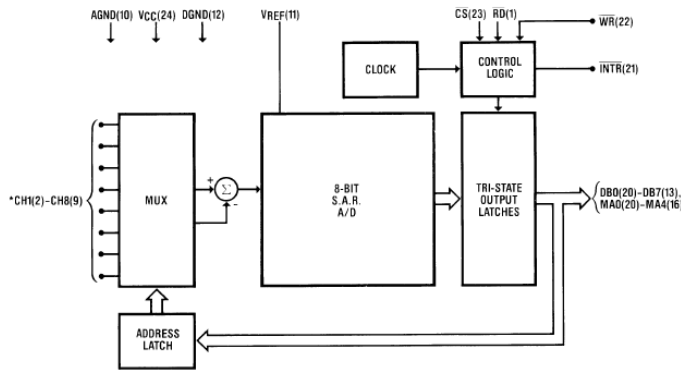 AGND(10) VCC(24) DGND(12) VREF(11) CS(23) RD(1) WR(22)
CLOCK
CONTROL
LOGIC
INTR(21)
*CH1(2)-CH8(9)
MUX
+
Σ
-
8-BIT
S.A.R.
A/D
TRI-STATE
OUTPUT
LATCHES
DB0(20)-DB7(13),
MA0(20)-MA4(16)
ADDRESS
LATCH